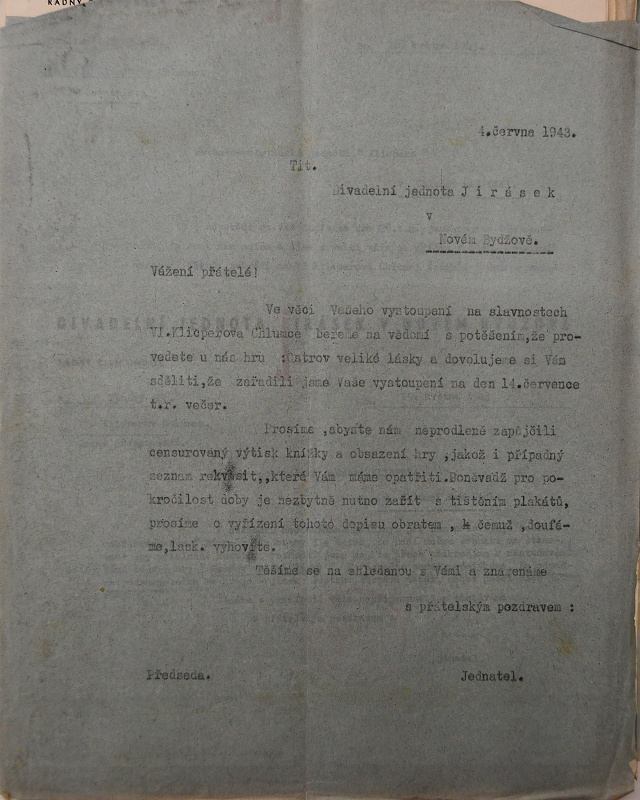 4.června 1943.
Tit.
Divadelní jednota J i r á s e k
v
Novém Bydžově.
Vážení přátelé!
Ve věci Vašeho vystoupení na slavnostech
VI.Klicperova Chlumce bereme na vědomí s potěšením,že pro-
vedete u nás hru :Ostrov veliké lásky a dovolujeme si Vám
sděliti,že zařadili jsme Vaše vystoupení na den 14.července
t.r. večer.
Prosíme ,abyste nám neprodleně zapůjčili
censurovaný výtisk knížky a obsazení hry ,jakož i případný
seznam rekvisit,,které Vám máme opatřiti.Poněvadž pro po-
kročilost doby je nezbytně nutno zařít s tištěním plakátů,
prosíme o vyřízení tohoto dopisu obratem , k čemuž ,doufá-
me,lask. vyhovíte.
Těšíme se na shledanou s Vámi a znamenáme
s přátelským pozdravem :
Předseda. Jednatel.